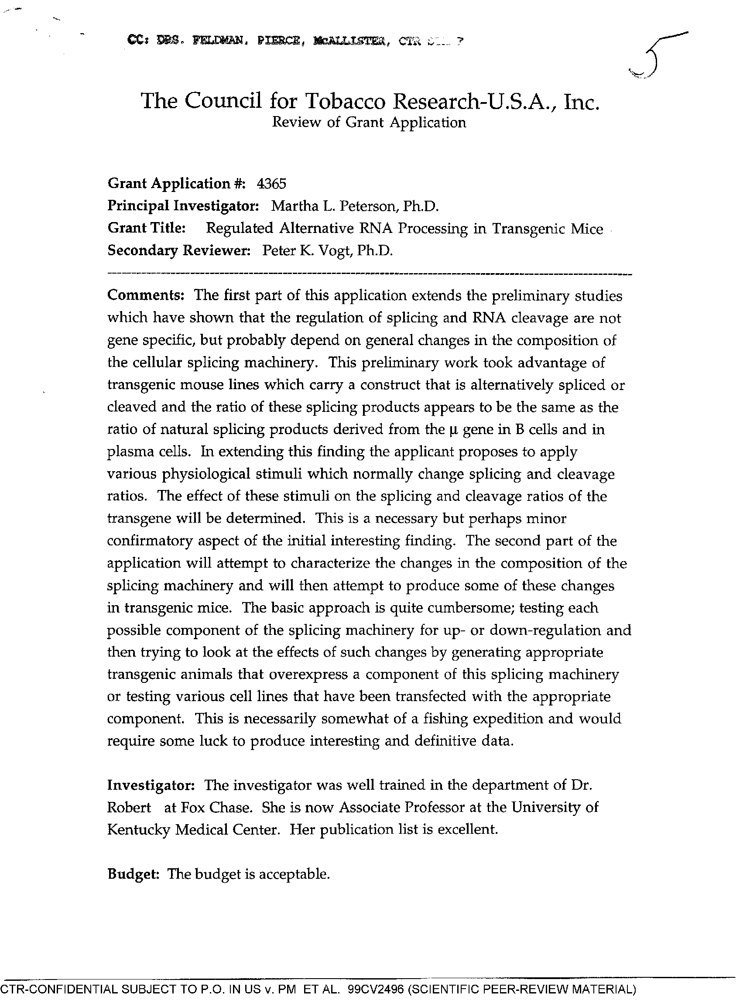 CC: DRS. FELDMAN, PIERCE, McALLISTER, CTR
5
The Council for Tobacco Research-U.S.A., Inc.
Review of Grant Application
Grant Application #: 4365
Principal Investigator: Martha L. Peterson, Ph.D.
Grant Title: Regulated Alternative RNA Processing in Transgenic Mice
Secondary Reviewer: Peter K. Vogt, Ph.D.
Comments: The first part of this application extends the preliminary studies
which have shown that the regulation of splicing and RNA cleavage are not
gene specific, but probably depend on general changes in the composition of
the cellular splicing machinery. This preliminary work took advantage of
transgenic mouse lines which carry a construct that is alternatively spliced or
cleaved and the ratio of these splicing products appears to be the same as the
ratio of natural splicing products derived from the μ gene in B cells and in
plasma cells. In extending this finding the applicant proposes to apply
various physiological stimuli which normally change splicing and cleavage
ratios. The effect of these stimuli on the splicing and cleavage ratios of the
transgene will be determined. This is a necessary but perhaps minor
confirmatory aspect of the initial interesting finding. The second part of the
application will attempt to characterize the changes in the composition of the
splicing machinery and will then attempt to produce some of these changes
in transgenic mice. The basic approach is quite cumbersome; testing each
possible component of the splicing machinery for up- or down-regulation and
then trying to look at the effects of such changes by generating appropriate
transgenic animals that overexpress a component of this splicing machinery
or testing various cell lines that have been transfected with the appropriate
component. This is necessarily somewhat of a fishing expedition and would
require some luck to produce interesting and definitive data.
Investigator: The investigator was well trained in the department of Dr.
Robert at Fox Chase. She is now Associate Professor at the University of
Kentucky Medical Center. Her publication list is excellent.
Budget: The budget is acceptable.
CTR-CONFIDENTIAL SUBJECT TO P.O. IN US v. PM ET AL. 99CV2496 (SCIENTIFIC PEER-REVIEW MATERIAL)